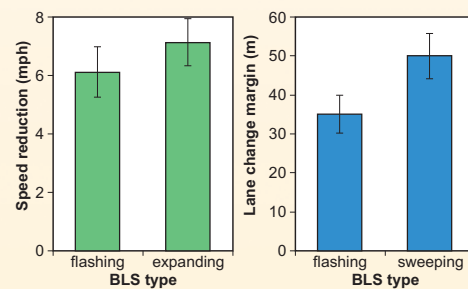 Speed reduction (mph)
8
6
4
2
0
flashing expanding
BLS type
Lane change margin (m)
60
50
40
30
20
10
0
flashing sweeping
BLS type